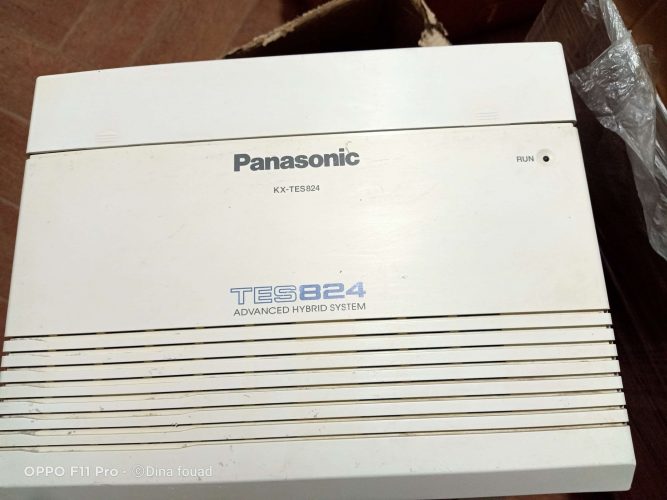 Panasonic
RUN
KX-TES824
TES824
ADVANCED HYBRID SYSTEM
OPPO F11 Pro · ©Dina fouad